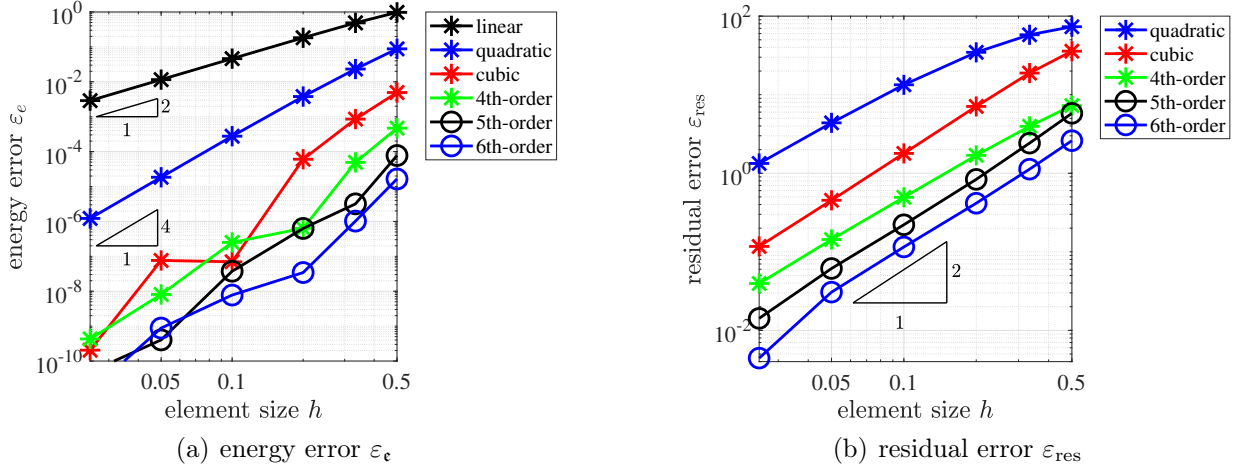 10^0
10^-2
10^-4
10^-6
10^-8
10^-10
energy error ε_e
2
1
4
1
0.05
0.1
0.5
element size h
linear
quadratic
cubic
4th-order
5th-order
6th-order
(a) energy error ε_𝔢
10^2
10^0
10^-2
residual error ε_res
2
1
0.05
0.1
0.5
element size h
quadratic
cubic
4th-order
5th-order
6th-order
(b) residual error ε_res